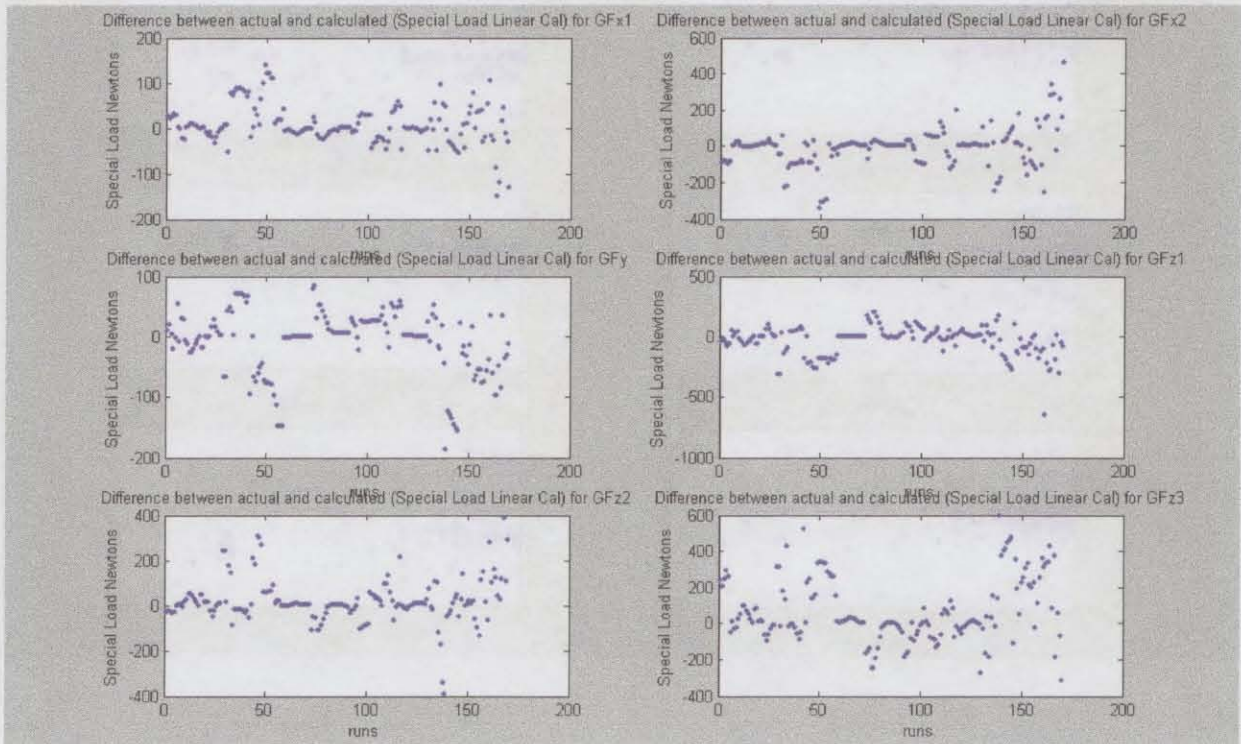 Difference between actual and calculated (Special Load Linear Cal) for GFx1
200
100
0
-100
-200
Special Load Newtons
0 50 100 150 200
runs
Difference between actual and calculated (Special Load Linear Cal) for GFx2
600
400
200
0
-200
-400
Special Load Newtons
0 50 100 150 200
runs
Difference between actual and calculated (Special Load Linear Cal) for GFy
100
0
-100
-200
Special Load Newtons
0 50 100 150 200
runs
Difference between actual and calculated (Special Load Linear Cal) for GFz1
500
0
-500
-1000
Special Load Newtons
0 50 100 150 200
runs
Difference between actual and calculated (Special Load Linear Cal) for GFz2
400
200
0
-200
-400
Special Load Newtons
0 50 100 150 200
runs
Difference between actual and calculated (Special Load Linear Cal) for GFz3
600
400
200
0
-200
-400
Special Load Newtons
0 50 100 150 200
runs